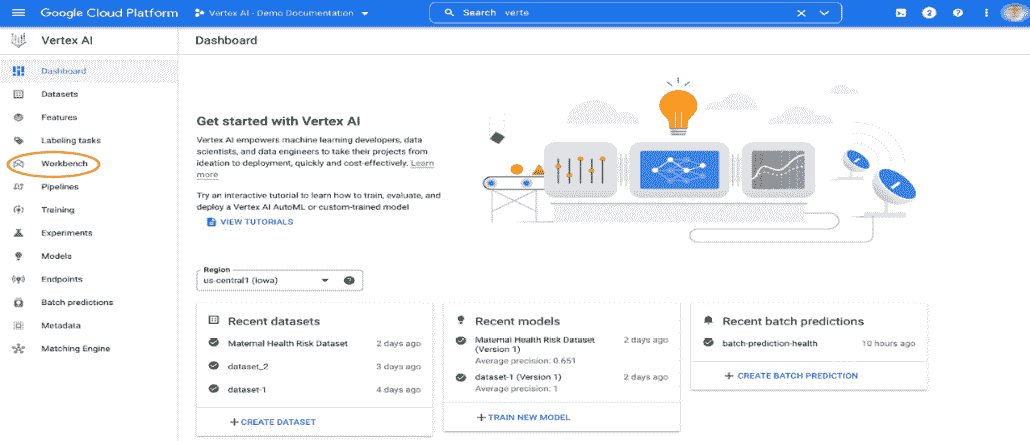 Google Cloud Platform
Vertex AI - Demo Documentation
Search verte
2
Vertex AI
Dashboard
Dashboard
Datasets
Features
Labeling tasks
Workbench
Pipelines
Training
Experiments
Models
Endpoints
Batch predictions
Metadata
Matching Engine
Get started with Vertex AI
Vertex AI empowers machine learning developers, data
scientists, and data engineers to take their projects from
ideation to deployment, quickly and cost-effectively. Learn
more
Try an interactive tutorial to learn how to train, evaluate, and
deploy a Vertex AI AutoML or custom-trained model
VIEW TUTORIALS
Region
us-central1 (Iowa)
Recent datasets
Maternal Health Risk Dataset 2 days ago
dataset_2 3 days ago
dataset-1 4 days ago
+ CREATE DATASET
Recent models
Maternal Health Risk Dataset 2 days ago
(Version 1)
Average precision: 0.651
dataset-1 (Version 1) 2 days ago
Average precision: 1
+ TRAIN NEW MODEL
Recent batch predictions
batch-prediction-health 10 hours ago
+ CREATE BATCH PREDICTION